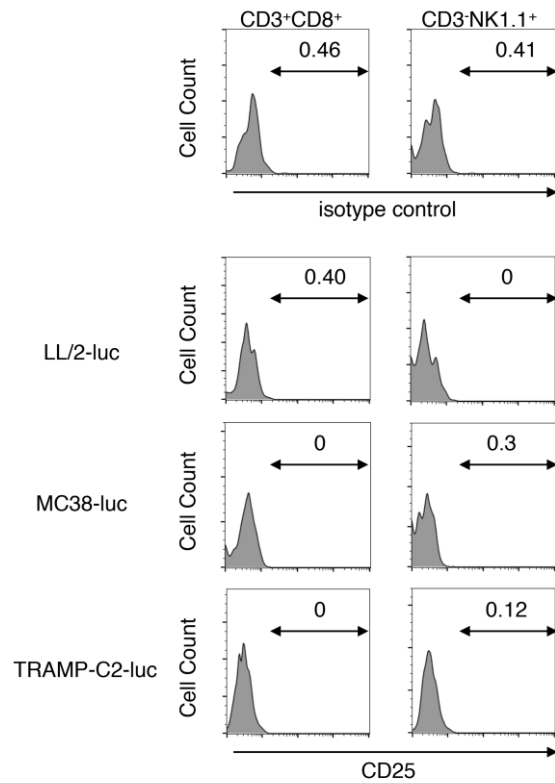 CD3⁺CD8⁺ CD3⁻NK1.1⁺
Cell Count 0.46 0.41
isotype control
LL/2-luc Cell Count 0.40 0
MC38-luc Cell Count 0 0.3
TRAMP-C2-luc Cell Count 0 0.12
CD25